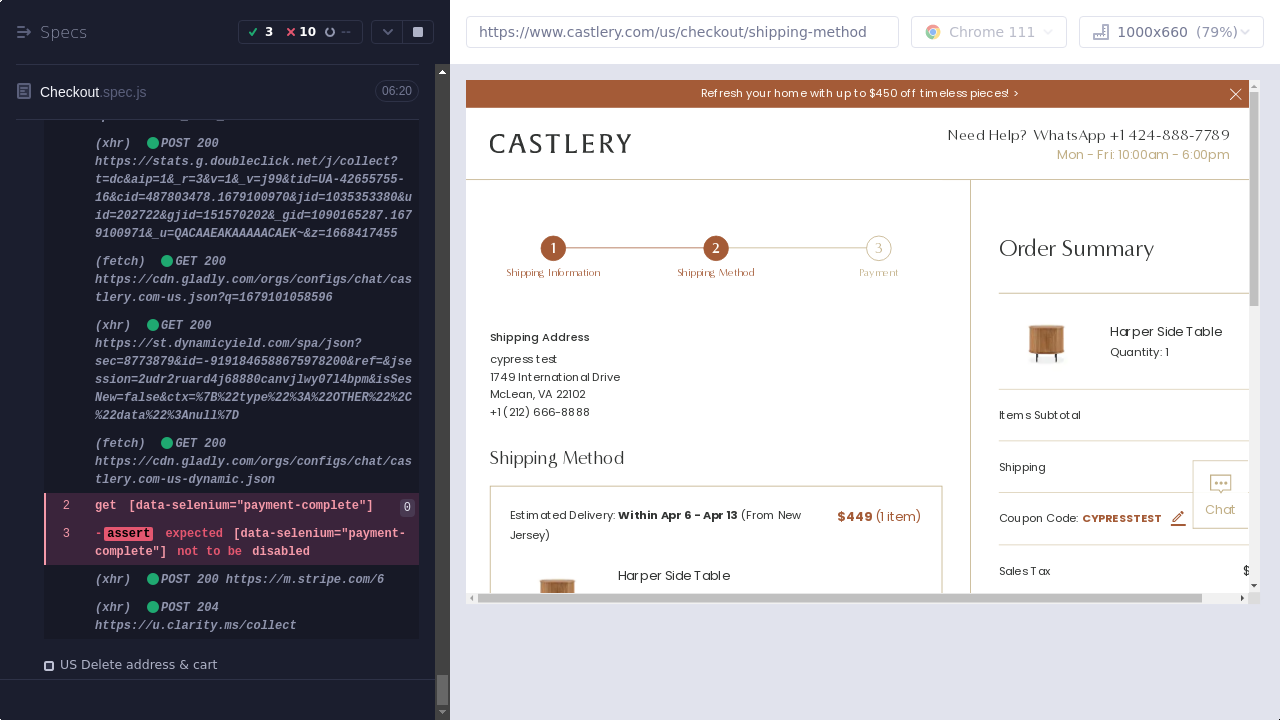 Specs
3
10
--
Checkout.spec.js
06:20
(xhr) POST 200
https://stats.g.doubleclick.net/j/collect?
t=dc&aip=1&_r=3&v=1&_v=j99&tid=UA-42655755-
16&cid=487803478.1679100970&jid=1035353380&u
id=202722&gjid=151570202&_gid=1090165287.167
9100971&_u=QACAAEAKAAAAACAEK~&z=1668417455
(fetch) GET 200
https://cdn.gladly.com/orgs/configs/chat/cas
tlery.com-us.json?q=1679101058596
(xhr) GET 200
https://st.dynamicyield.com/spa/json?
sec=8773879&id=-9191846588675978200&ref=&jse
ssion=2udr2ruard4j68880canvjlwy07l4bpm&isSes
New=false&ctx=%7B%22type%22%3A%22OTHER%22%2C
%22data%22%3Anull%7D
(fetch) GET 200
https://cdn.gladly.com/orgs/configs/chat/cas
tlery.com-us-dynamic.json
2 get [data-selenium="payment-complete"] 0
3 -assert expected [data-selenium="payment-
complete"] not to be disabled
(xhr) POST 200 https://m.stripe.com/6
(xhr) POST 204
https://u.clarity.ms/collect
US Delete address & cart
https://www.castlery.com/us/checkout/shipping-method
Chrome 111
1000x660 (79%)
Refresh your home with up to $450 off timeless pieces! >
CASTLERY
Need Help? WhatsApp +1 424-888-7789
Mon - Fri: 10:00am - 6:00pm
1
2
3
Shipping Information
Shipping Method
Payment
Shipping Address
cypress test
1749 International Drive
McLean, VA 22102
+1 (212) 666-8888
Shipping Method
Estimated Delivery: Within Apr 6 - Apr 13 (From New
Jersey)
$449 (1 item)
Harper Side Table
Order Summary
Harper Side Table
Quantity: 1
Items Subtotal
Shipping
Coupon Code: CYPRESSTEST
Sales Tax
$
Chat